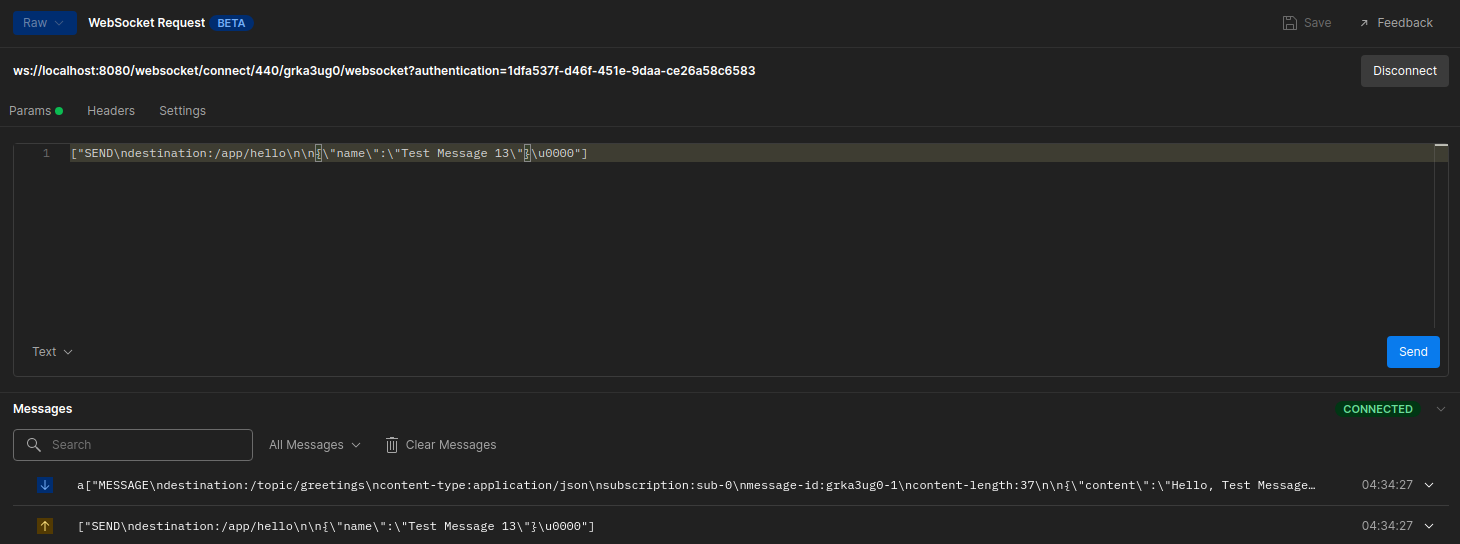 Raw WebSocket Request BETA Save Feedback
ws://localhost:8080/websocket/connect/440/grka3ug0/websocket?authentication=1dfa537f-d46f-451e-9daa-ce26a58c6583 Disconnect
Params Headers Settings
1 ["SEND\ndestination:/app/hello\n\n{\"name\":\"Test Message 13\"}\u0000"]
Text Send
Messages CONNECTED
Search All Messages Clear Messages
a["MESSAGE\ndestination:/topic/greetings\ncontent-type:application/json\nsubscription:sub-0\nmessage-id:grka3ug0-1\ncontent-length:37\n\n{\"content\":\"Hello, Test Message… 04:34:27
["SEND\ndestination:/app/hello\n\n{\"name\":\"Test Message 13\"}\u0000"] 04:34:27